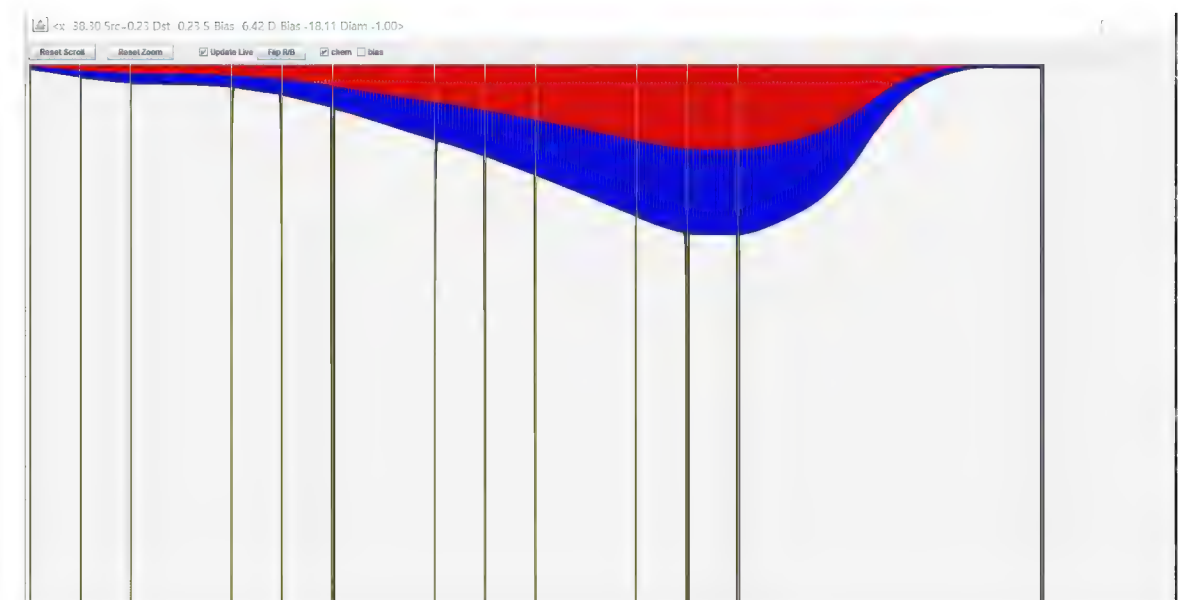 <x 38.30 Src=0.23 Dst 0.23 S Bias 6.42 D Bias -18.11 Diam -1.00>
Reset Scroll Reset Zoom Update Live Flip R/B chem bias